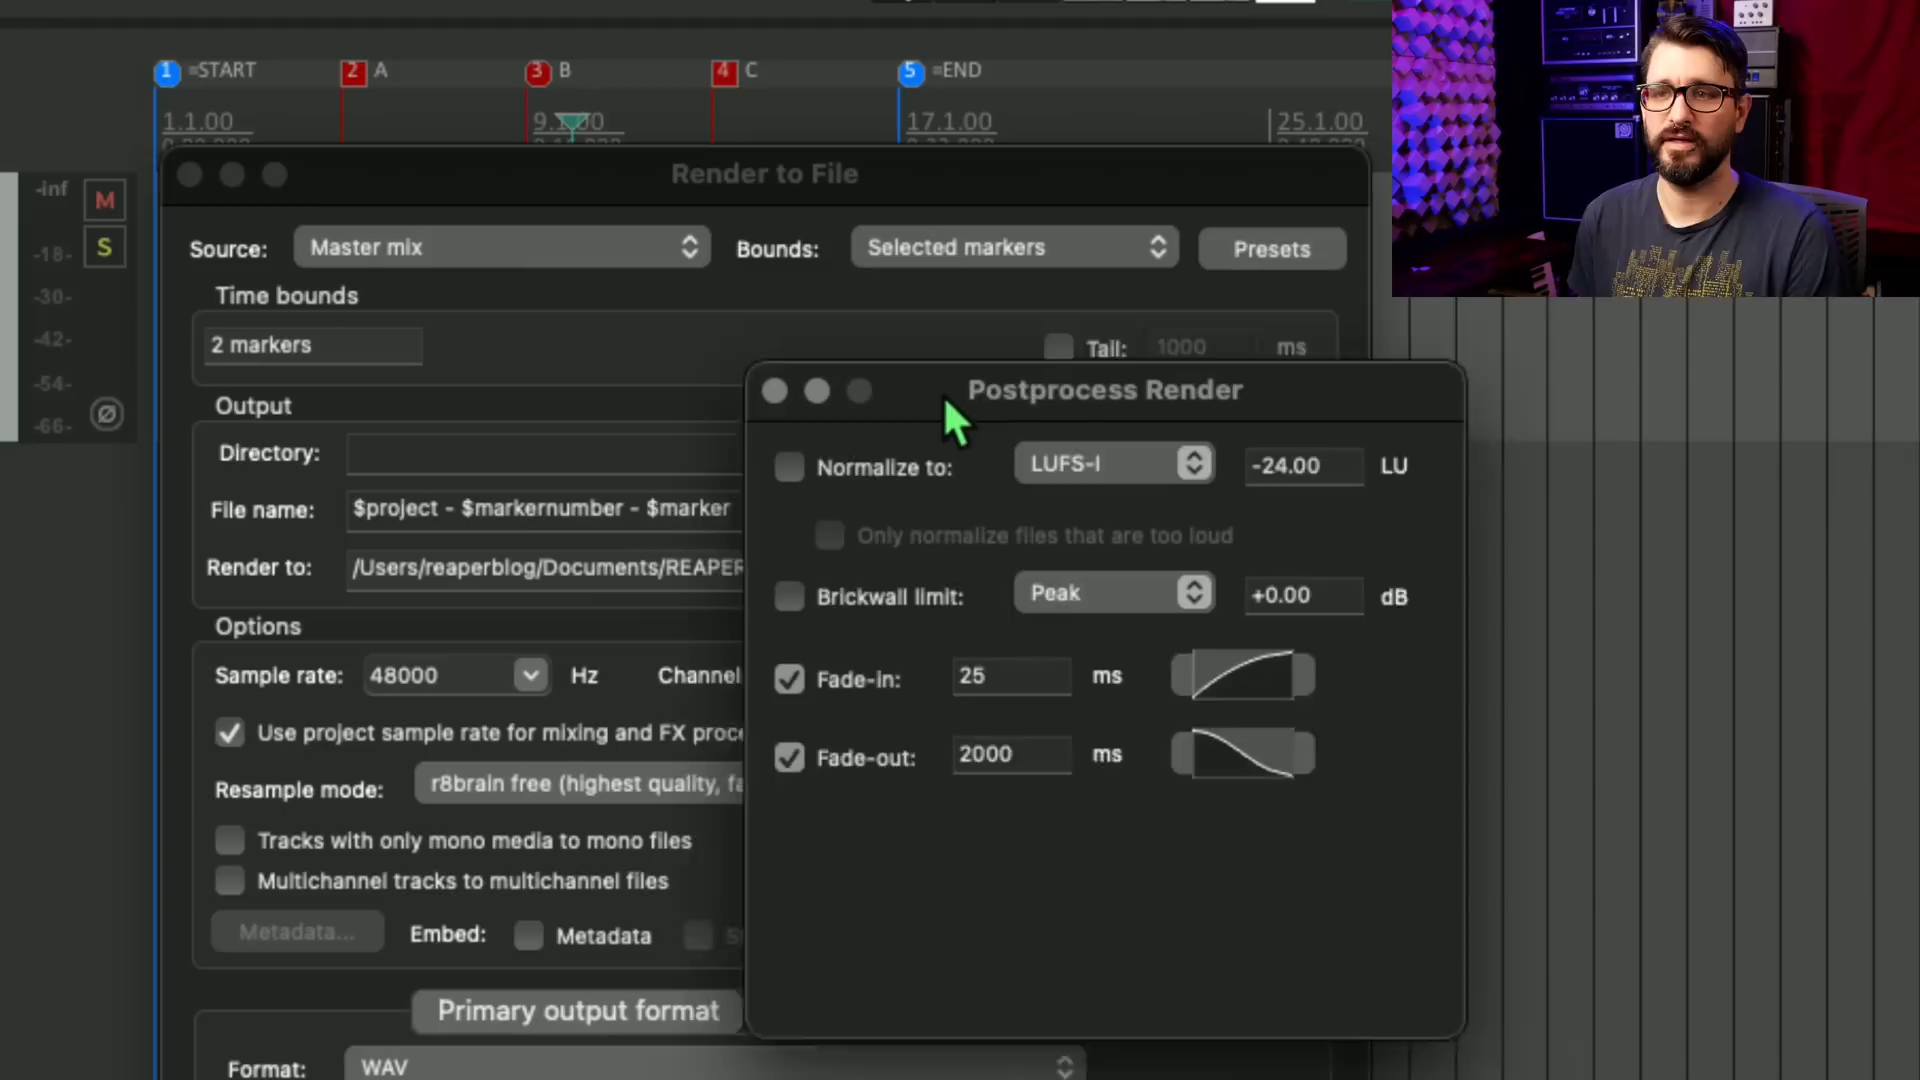 1 =START 2 A 3 B 4 C 5 =END
1.1.00 17.1.00 25.1.00
Render to File
-inf M
-18- S
-30-
-42-
-54-
-66-
Source: Master mix Bounds: Selected markers Presets
Time bounds
2 markers Tail: 1000 ms
Output
Directory:
File name: $project - $markernumber - $marker
Render to: /Users/reaperblog/Documents/REAPER
Options
Sample rate: 48000 Hz Channel
Use project sample rate for mixing and FX proce
Resample mode: r8brain free (highest quality, fa
Tracks with only mono media to mono files
Multichannel tracks to multichannel files
Metadata... Embed: Metadata
Primary output format
Format: WAV
Postprocess Render
Normalize to: LUFS-I -24.00 LU
Only normalize files that are too loud
Brickwall limit: Peak +0.00 dB
Fade-in: 25 ms
Fade-out: 2000 ms